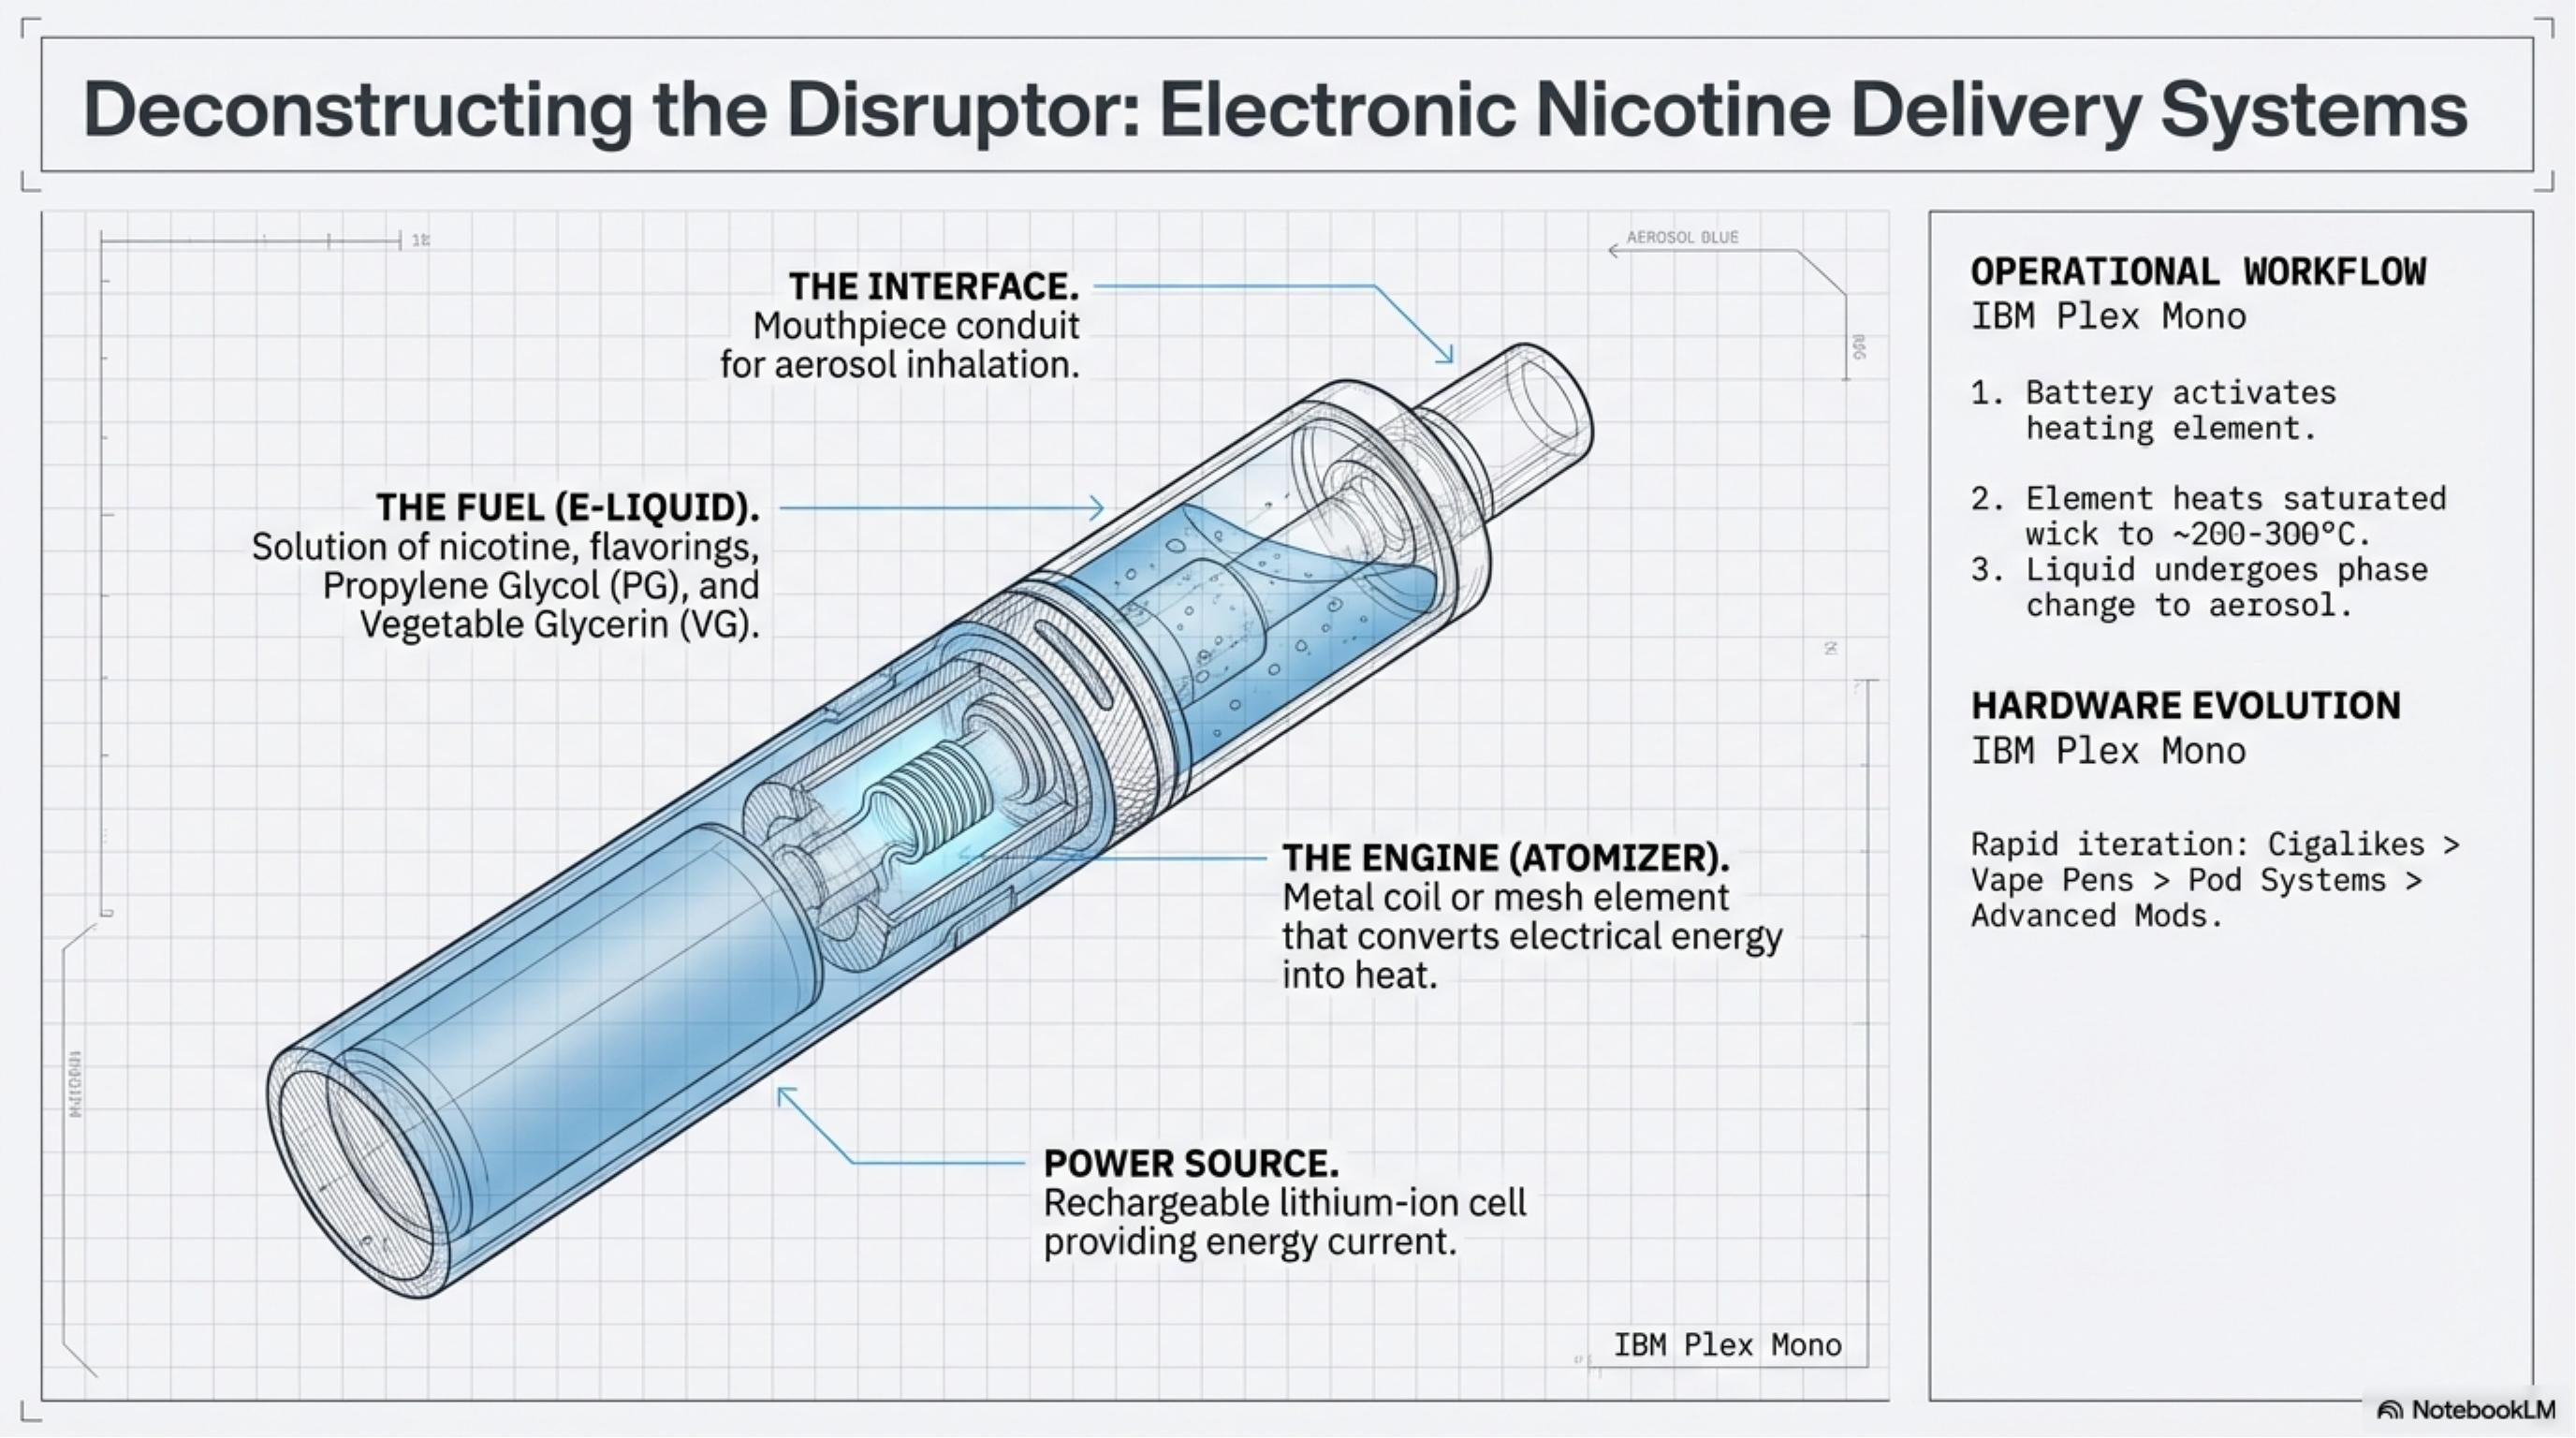 Deconstructing the Disruptor: Electronic Nicotine Delivery Systems
AEROSOL BLUE
THE INTERFACE.
Mouthpiece conduit
for aerosol inhalation.
THE FUEL (E-LIQUID).
Solution of nicotine, flavorings,
Propylene Glycol (PG), and
Vegetable Glycerin (VG).
THE ENGINE (ATOMIZER).
Metal coil or mesh element
that converts electrical energy
into heat.
POWER SOURCE.
Rechargeable lithium-ion cell
providing energy current.
IBM Plex Mono
OPERATIONAL WORKFLOW
IBM Plex Mono
1. Battery activates
heating element.
2. Element heats saturated
wick to ~200-300°C.
3. Liquid undergoes phase
change to aerosol.
HARDWARE EVOLUTION
IBM Plex Mono
Rapid iteration: Cigalikes >
Vape Pens > Pod Systems >
Advanced Mods.
NotebookLM